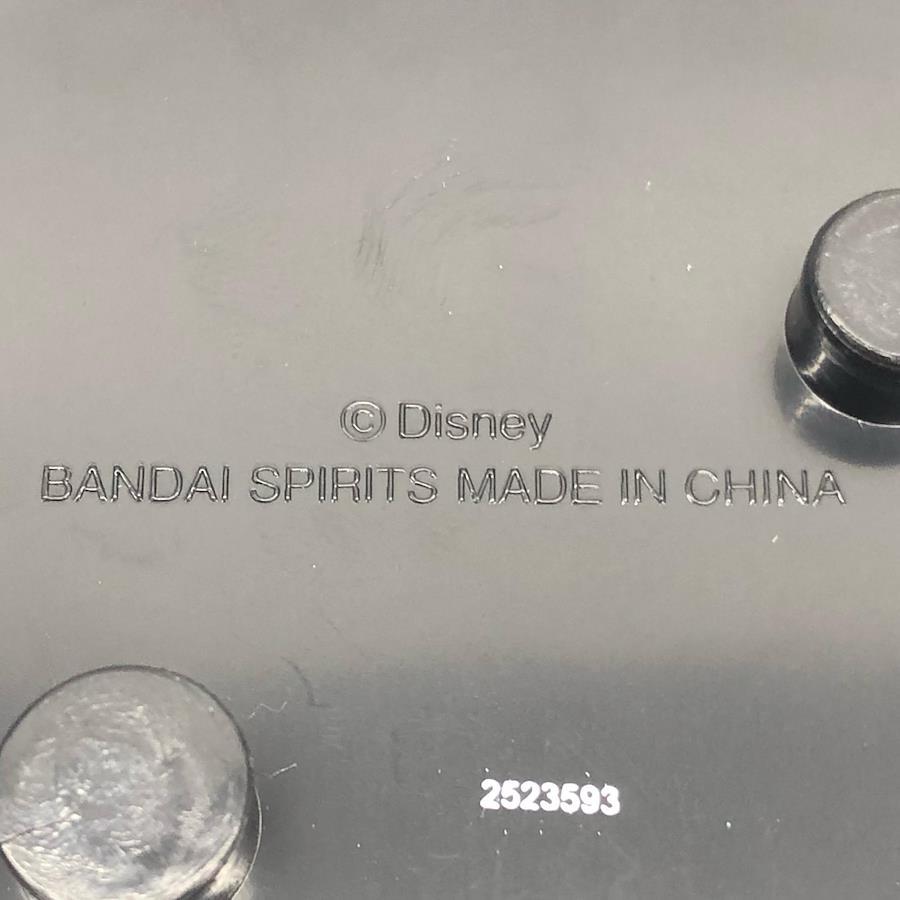 © Disney
BANDAI SPIRITS MADE IN CHINA
2523593